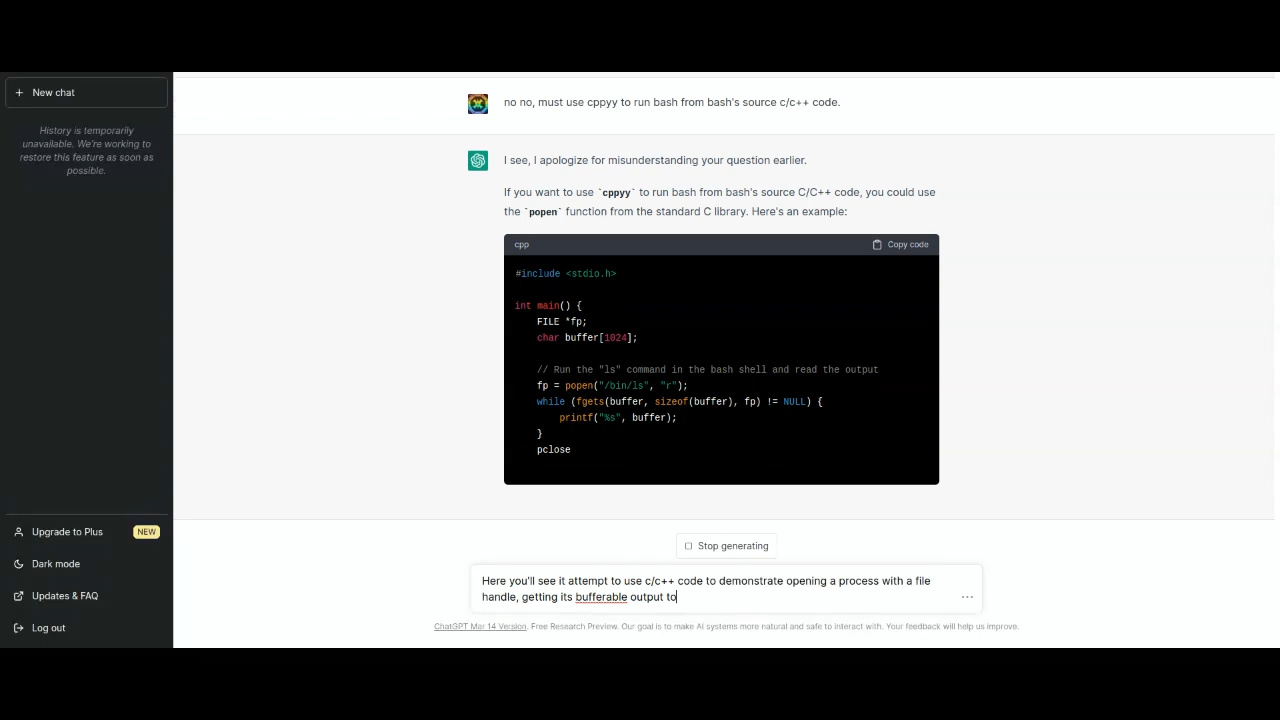 New chat
History is temporarily
unavailable. We're working to
restore this feature as soon as
possible.
no no, must use cppyy to run bash from bash's source c/c++ code.
I see, I apologize for misunderstanding your question earlier.
If you want to use `cppyy` to run bash from bash's source C/C++ code, you could use
the `popen` function from the standard C library. Here's an example:
cpp
Copy code
#include <stdio.h>
int main() {
    FILE *fp;
    char buffer[1024];
    // Run the "ls" command in the bash shell and read the output
    fp = popen("/bin/ls", "r");
    while (fgets(buffer, sizeof(buffer), fp) != NULL) {
        printf("%s", buffer);
    }
    pclose
Upgrade to Plus NEW
Dark mode
Updates & FAQ
Log out
Stop generating
Here you'll see it attempt to use c/c++ code to demonstrate opening a process with a file
handle, getting its bufferable output to
ChatGPT Mar 14 Version. Free Research Preview. Our goal is to make AI systems more natural and safe to interact with. Your feedback will help us improve.